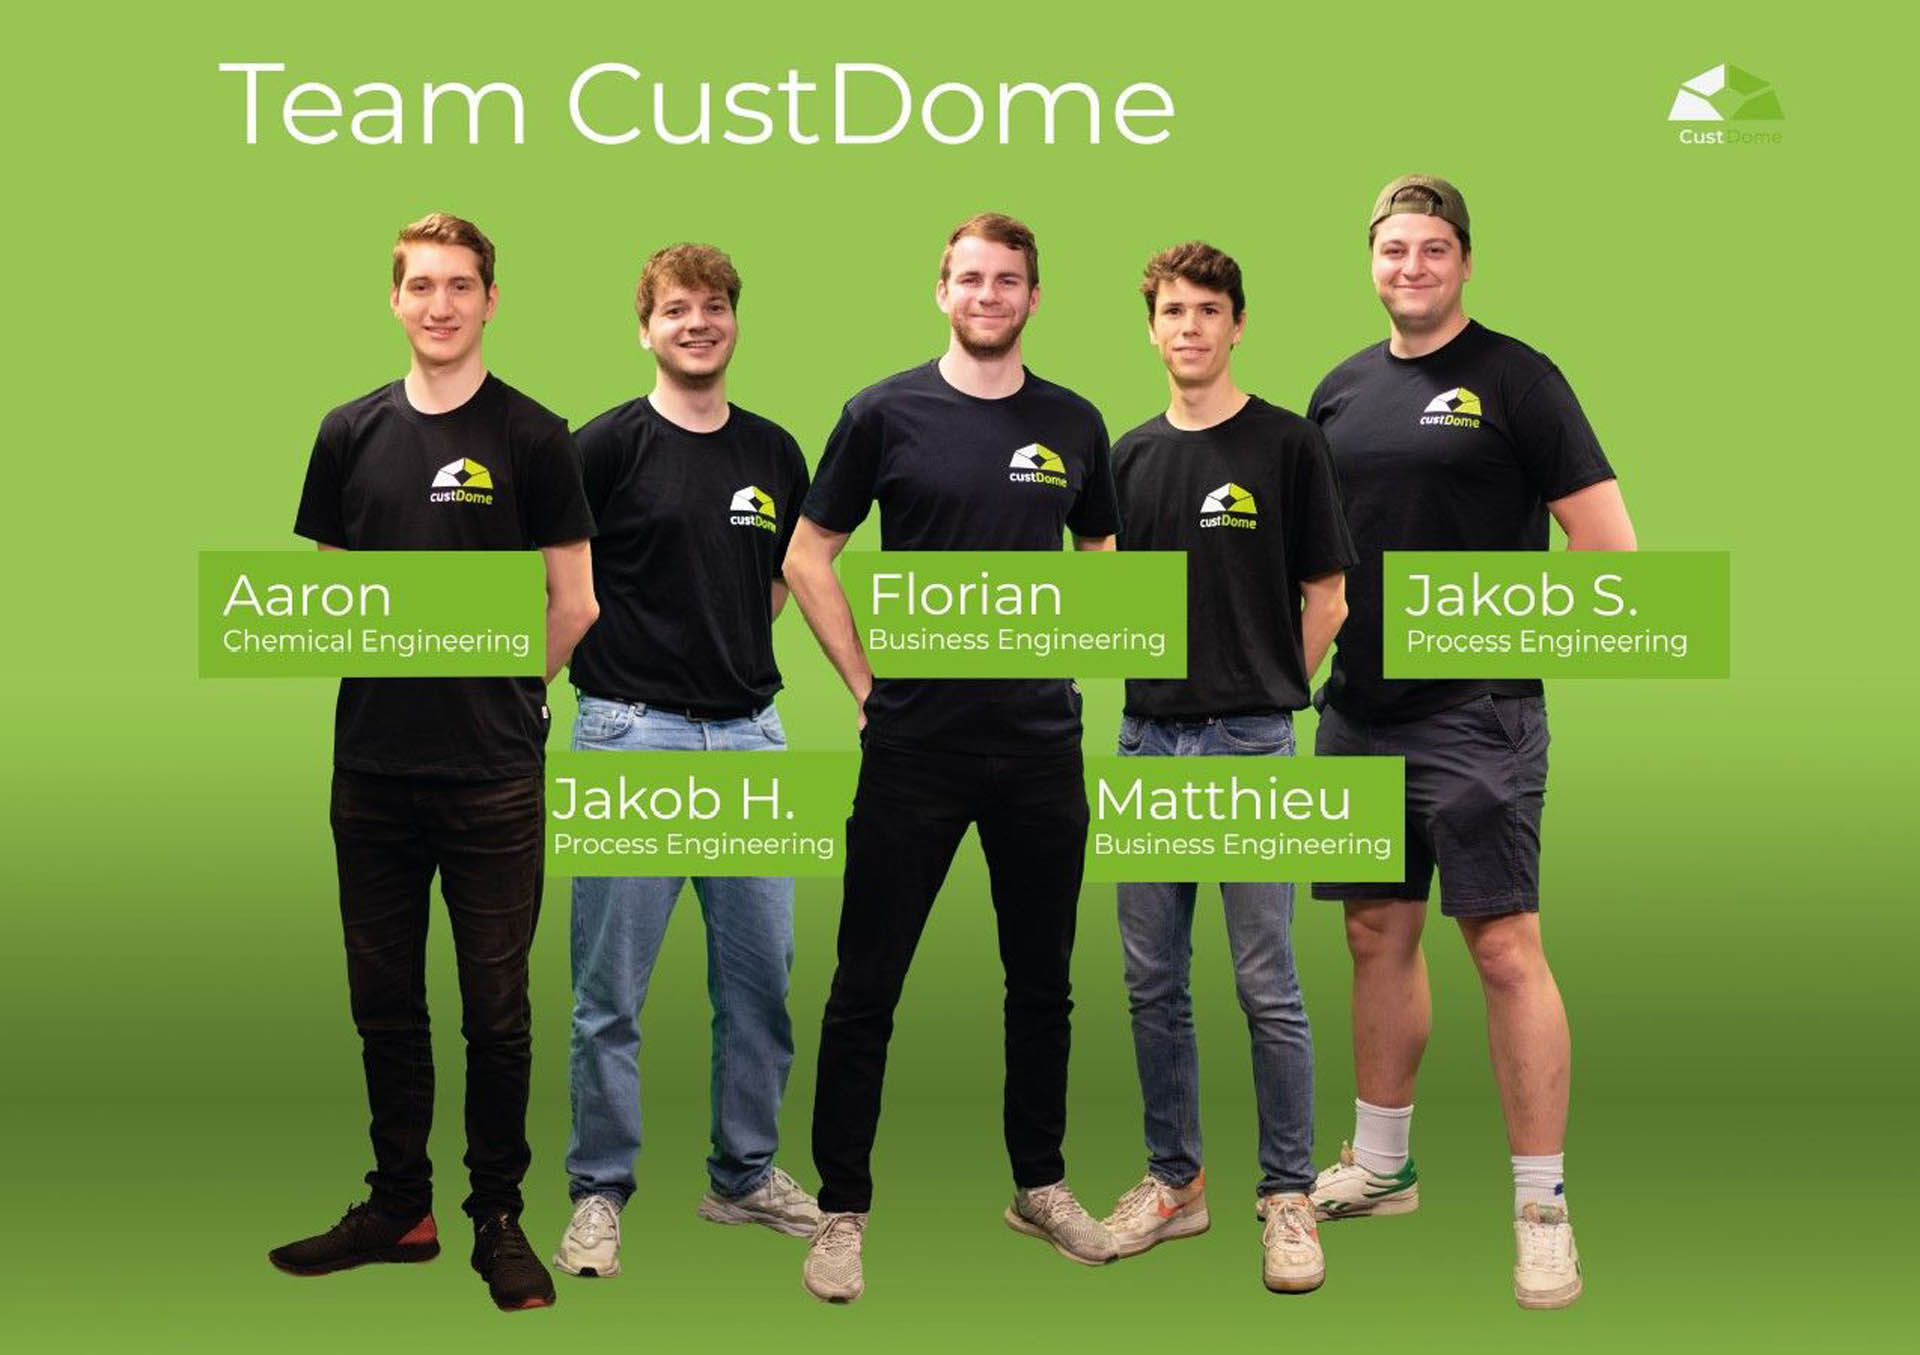 Team CustDome
CustDome
custDome
custDome
custDome
custDome
custDome
Aaron
Chemical Engineering
Florian
Business Engineering
Jakob S.
Process Engineering
Jakob H.
Process Engineering
Matthieu
Business Engineering